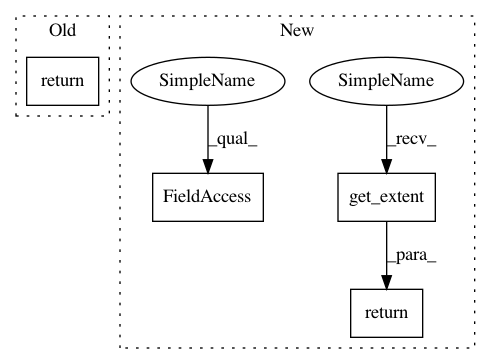 Old
New
return
SimpleName
SimpleName
_qual_
_recv_
FieldAccess
get_extent
_para_
return